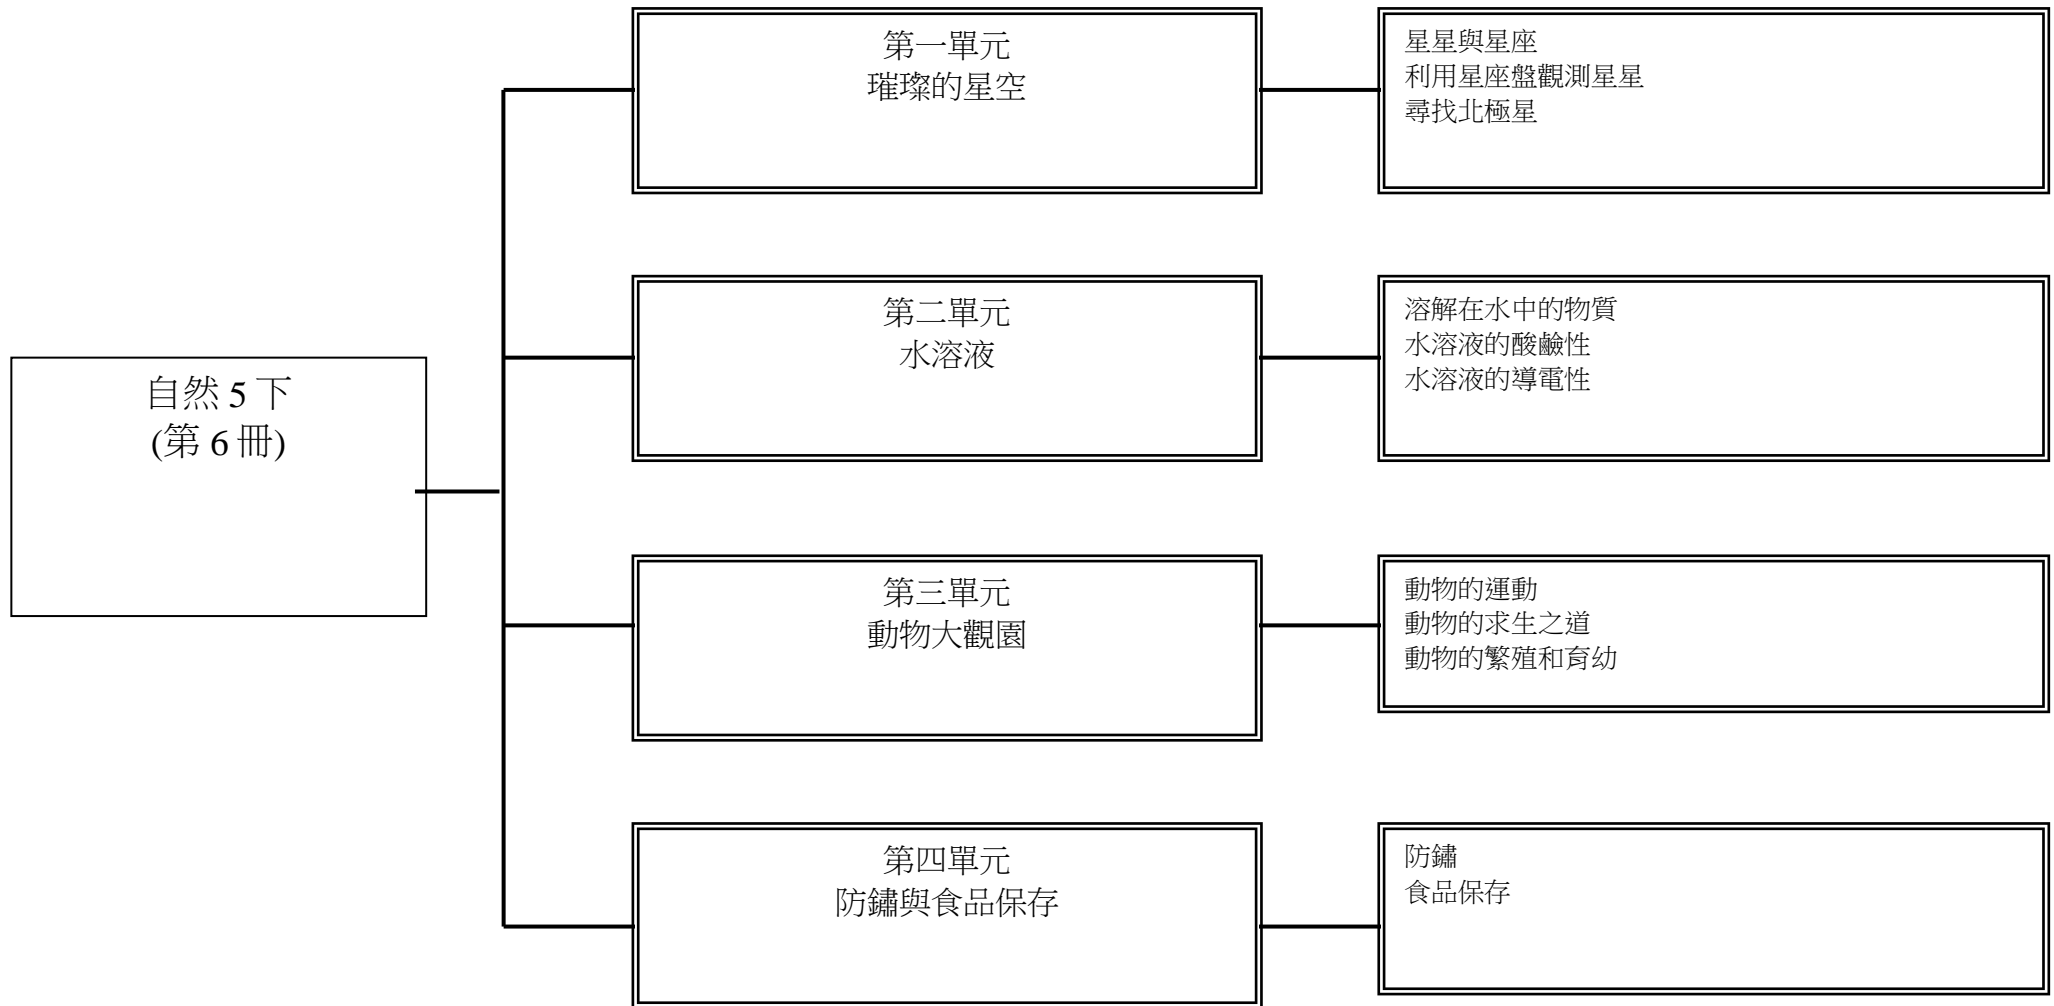 自然 5 下
(第 6 冊)
第一單元
璀璨的星空
星星與星座
利用星座盤觀測星星
尋找北極星
第二單元
水溶液
溶解在水中的物質
水溶液的酸鹼性
水溶液的導電性
第三單元
動物大觀園
動物的運動
動物的求生之道
動物的繁殖和育幼
第四單元
防鏽與食品保存
防鏽
食品保存